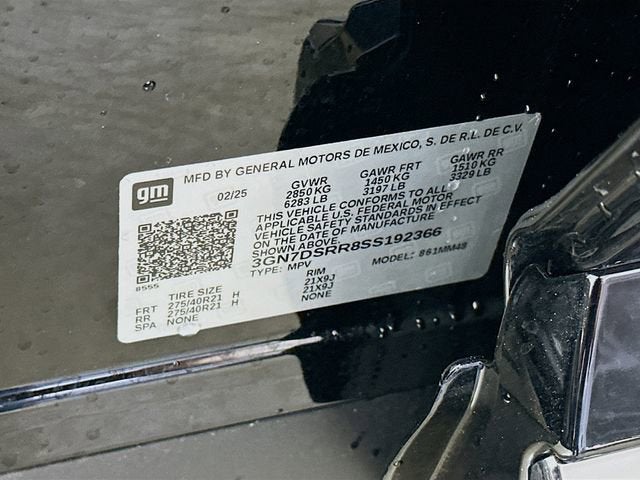 gm
MFD BY GENERAL MOTORS DE MEXICO, S. DE R.L. DE C.V.
02/25
GVWR GAWR FRT GAWR RR
2850 KG 1450 KG 1510 KG
6283 LB 3197 LB 3329 LB
THIS VEHICLE CONFORMS TO ALL
APPLICABLE U.S. FEDERAL MOTOR
VEHICLE SAFETY STANDARDS IN EFFECT
ON THE DATE OF MANUFACTURE
SHOWN ABOVE.
3GN7DSRR8SS192366
TYPE: MPV MODEL: 861MM48
8555
TIRE SIZE RIM
FRT 275/40R21 H 21X9J
RR 275/40R21 H 21X9J
SPA NONE NONE